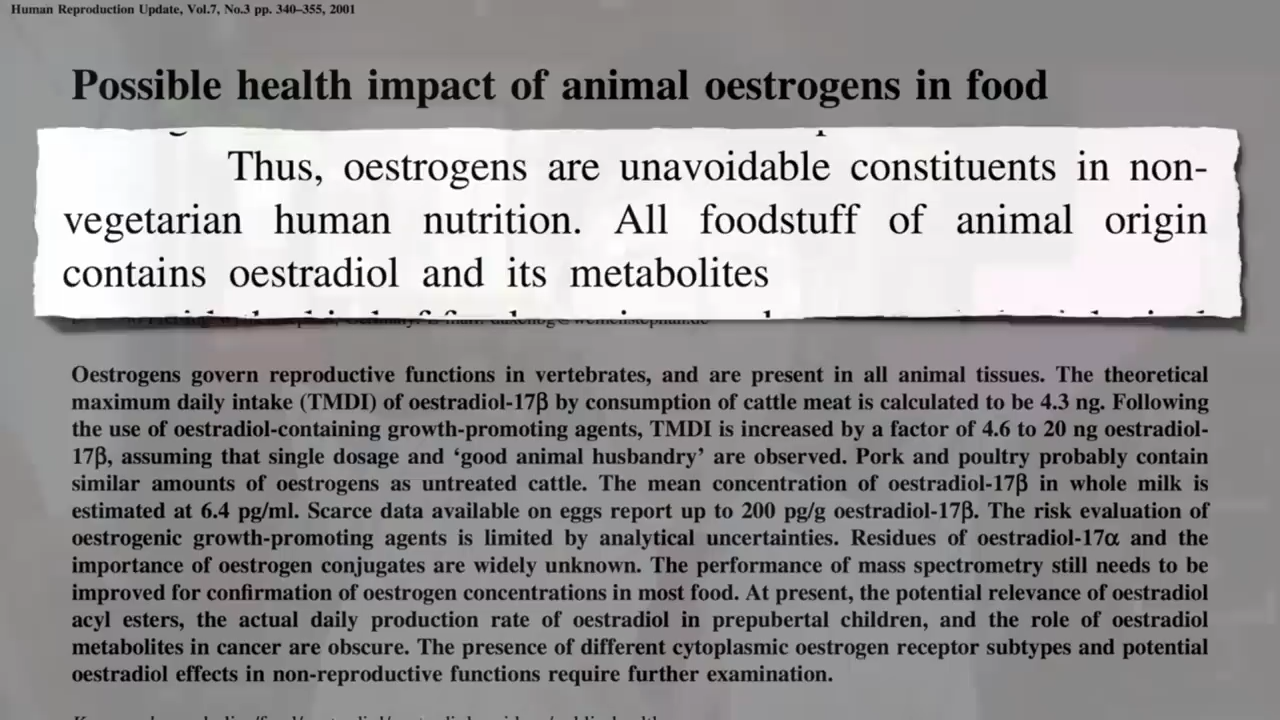 Human Reproduction Update, Vol.7, No.3 pp. 340–355, 2001
Possible health impact of animal oestrogens in food
Thus, oestrogens are unavoidable constituents in non-
vegetarian human nutrition. All foodstuff of animal origin
contains oestradiol and its metabolites
Oestrogens govern reproductive functions in vertebrates, and are present in all animal tissues. The theoretical
maximum daily intake (TMDI) of oestradiol-17β by consumption of cattle meat is calculated to be 4.3 ng. Following
the use of oestradiol-containing growth-promoting agents, TMDI is increased by a factor of 4.6 to 20 ng oestradiol-
17β, assuming that single dosage and ‘good animal husbandry’ are observed. Pork and poultry probably contain
similar amounts of oestrogens as untreated cattle. The mean concentration of oestradiol-17β in whole milk is
estimated at 6.4 pg/ml. Scarce data available on eggs report up to 200 pg/g oestradiol-17β. The risk evaluation of
oestrogenic growth-promoting agents is limited by analytical uncertainties. Residues of oestradiol-17α and the
importance of oestrogen conjugates are widely unknown. The performance of mass spectrometry still needs to be
improved for confirmation of oestrogen concentrations in most food. At present, the potential relevance of oestradiol
acyl esters, the actual daily production rate of oestradiol in prepubertal children, and the role of oestradiol
metabolites in cancer are obscure. The presence of different cytoplasmic oestrogen receptor subtypes and potential
oestradiol effects in non-reproductive functions require further examination.